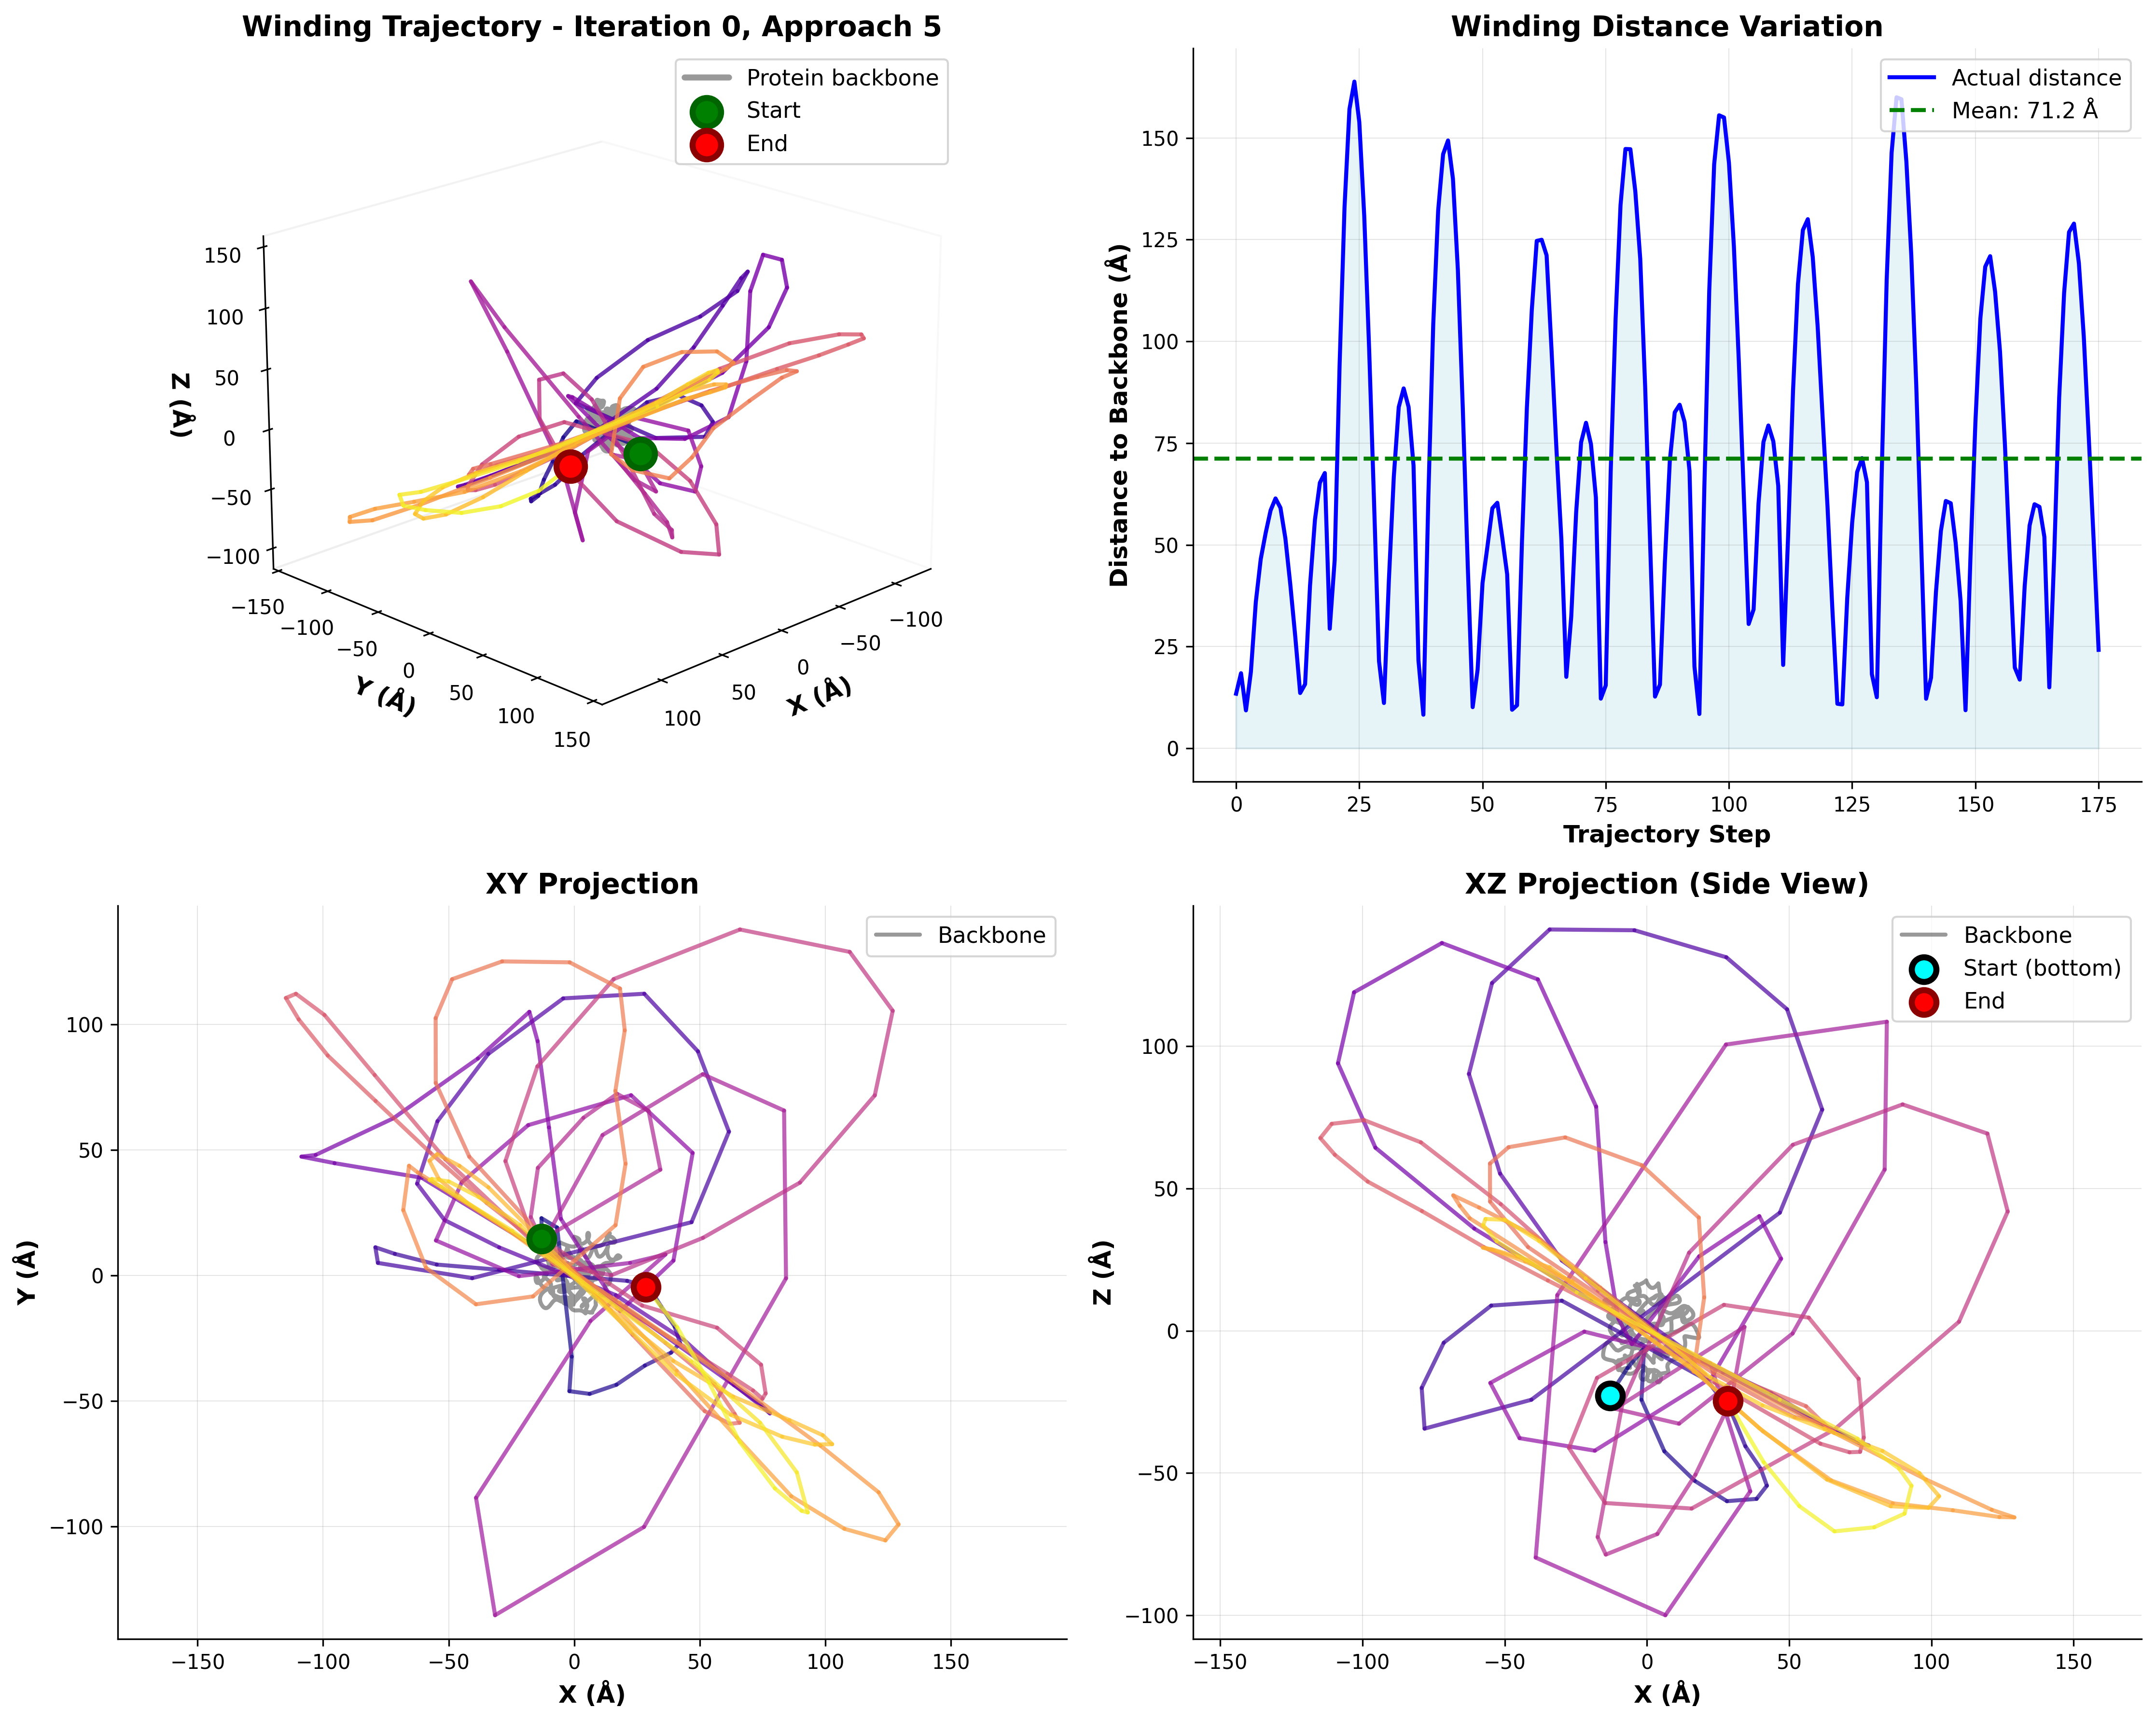 Winding Trajectory - Iteration 0, Approach 5
Protein backbone
Start
End
150
100
50
0
−50
−100
Z (Å)
−150
−100
−50
0
50
100
150
Y (Å)
100
50
0
−50
−100
X (Å)
Winding Distance Variation
Actual distance
Mean: 71.2 Å
150
125
100
75
50
25
0
Distance to Backbone (Å)
0
25
50
75
100
125
150
175
Trajectory Step
XY Projection
Backbone
100
50
0
−50
−100
Y (Å)
−150
−100
−50
0
50
100
150
X (Å)
XZ Projection (Side View)
Backbone
Start (bottom)
End
100
50
0
−50
−100
Z (Å)
−150
−100
−50
0
50
100
150
X (Å)